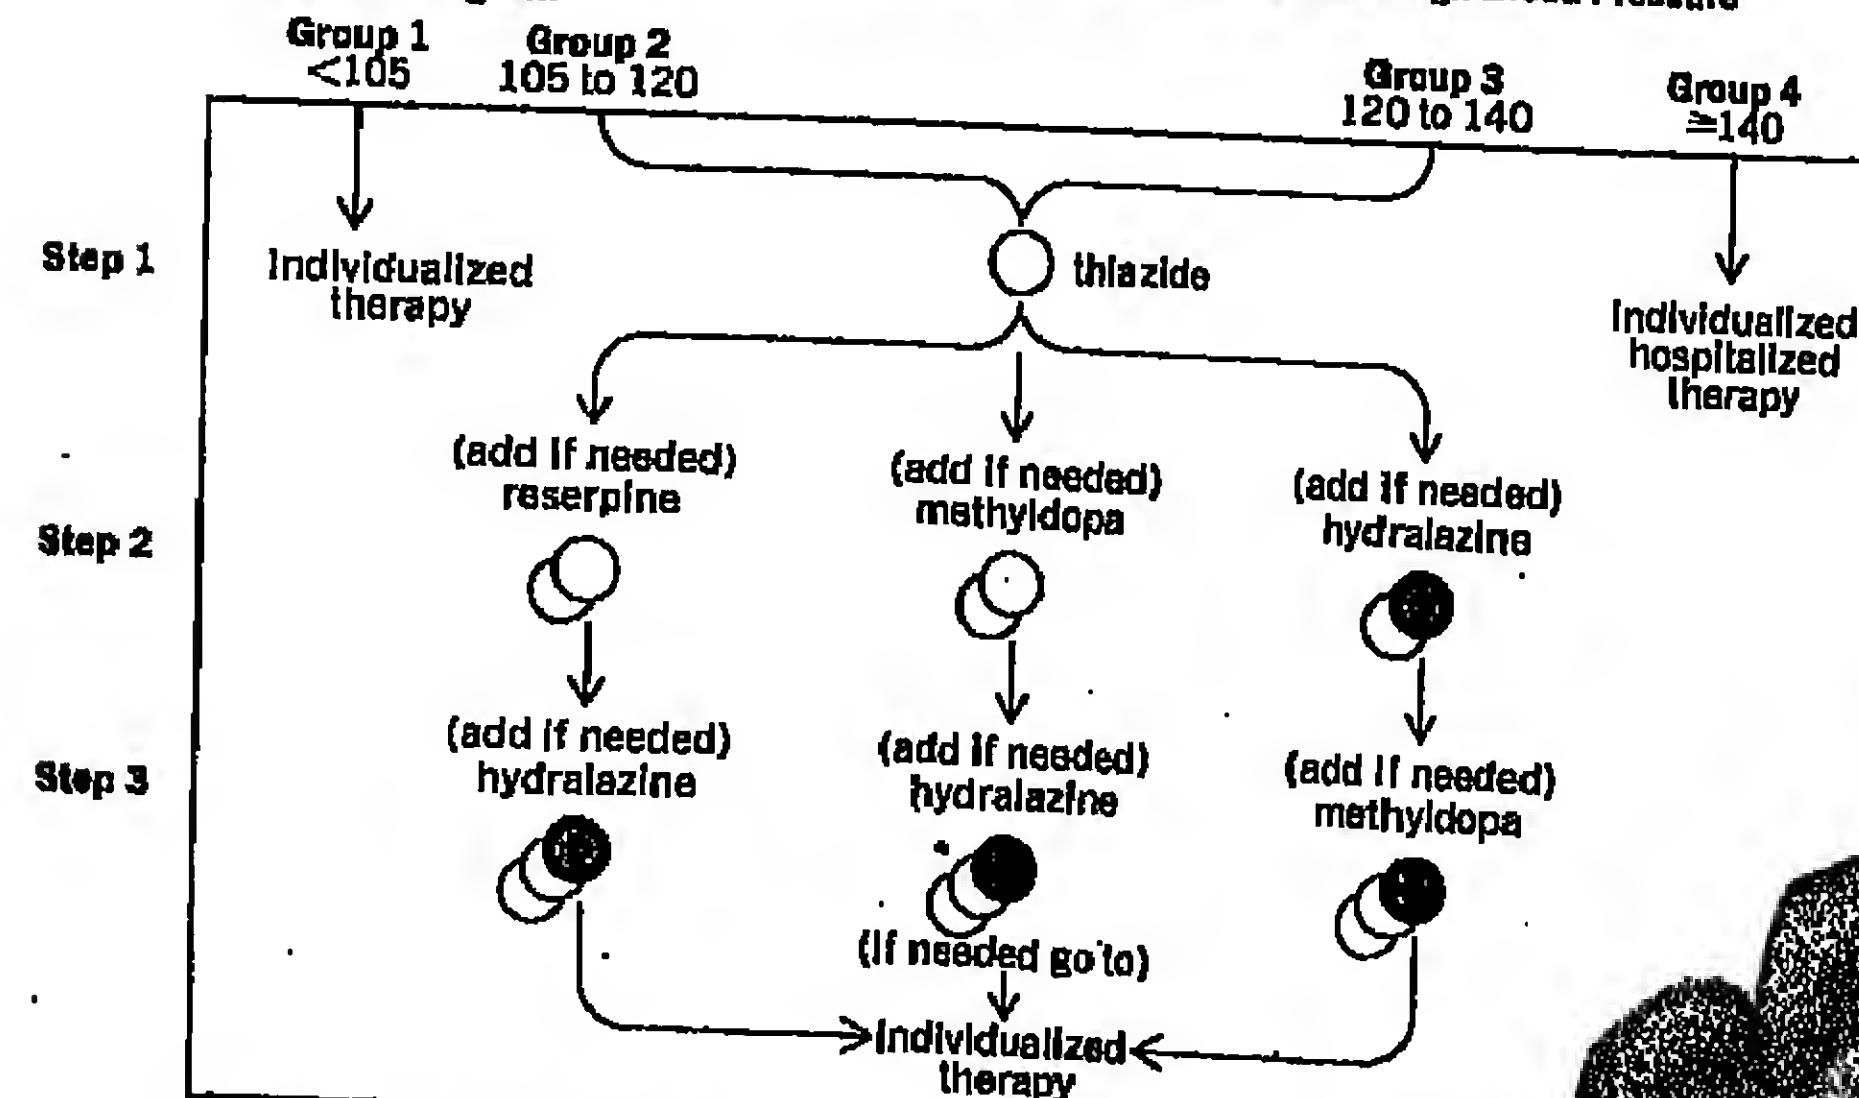 Pressure
Group 1
<105
Group 2
105 to 120
Group 3
120 to 140
Group 4
≥140
Step 1
Individualized
therapy
thiazide
Individualized
hospitalized
therapy
(add if needed)
reserpine
(add if needed)
methyldopa
(add if needed)
hydralazine
Step 2
Step 3
(add if needed)
hydralazine
(add if needed)
hydralazine
(add if needed)
methyldopa
(If needed go to)
Individualized
therapy